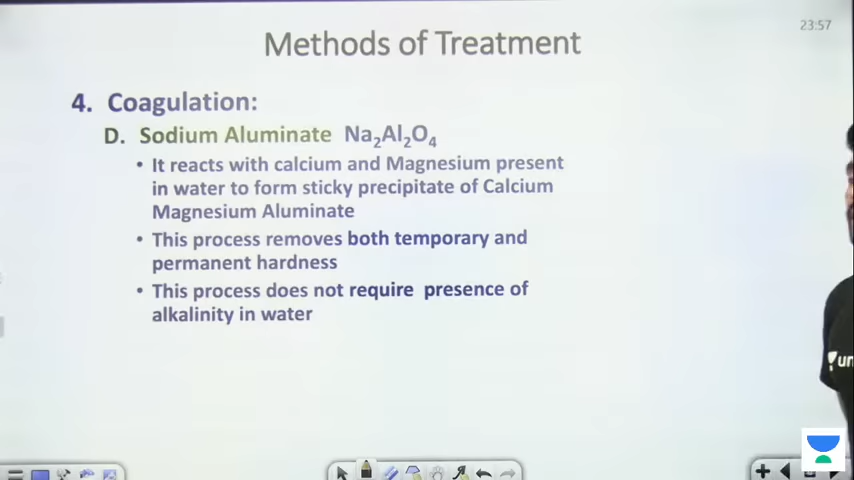 23:57
Methods of Treatment
4. Coagulation:
D. Sodium Aluminate Na₂Al₂O₄
• It reacts with calcium and Magnesium present
in water to form sticky precipitate of Calcium
Magnesium Aluminate
• This process removes both temporary and
permanent hardness
• This process does not require presence of
alkalinity in water
un